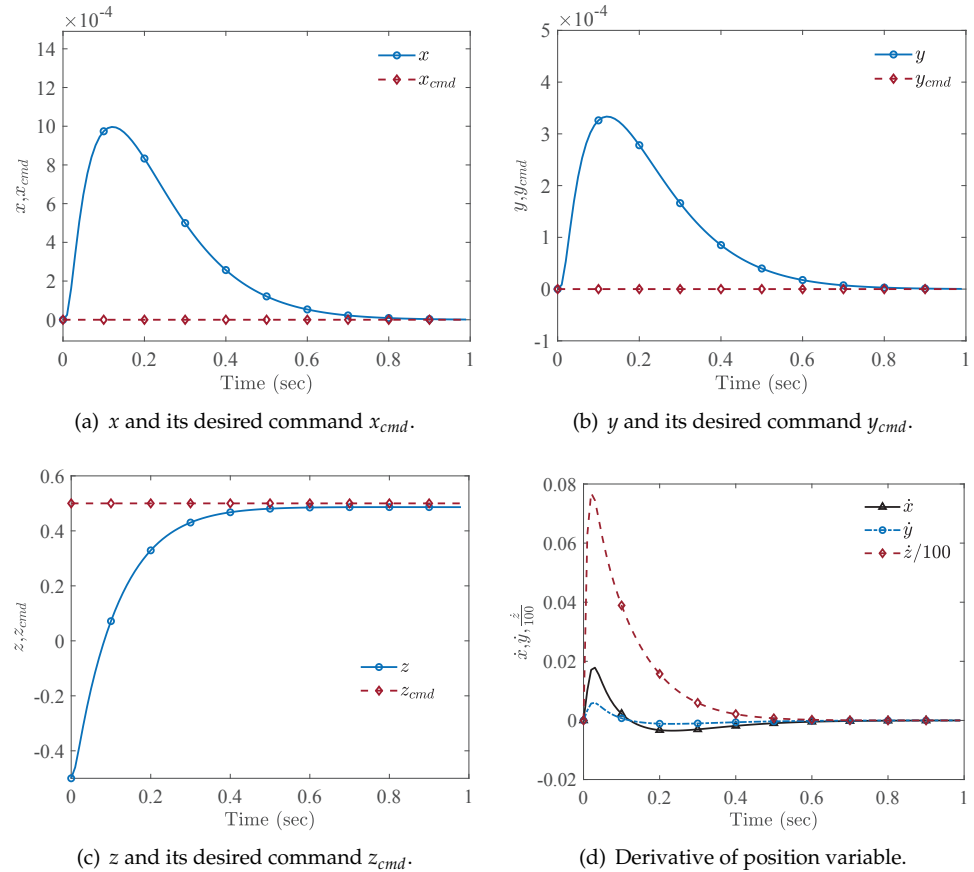 ×10⁻⁴
14
12
10
8
6
4
2
0
x,x_cmd
x
x_cmd
0 0.2 0.4 0.6 0.8 1
Time (sec)
(a) x and its desired command x_cmd.
×10⁻⁴
5
4
3
2
1
0
-1
y,y_cmd
y
y_cmd
0 0.2 0.4 0.6 0.8 1
Time (sec)
(b) y and its desired command y_cmd.
0.6
0.4
0.2
0
-0.2
-0.4
z,z_cmd
z
z_cmd
0 0.2 0.4 0.6 0.8 1
Time (sec)
(c) z and its desired command z_cmd.
0.08
0.06
0.04
0.02
0
-0.02
ẋ,ẏ,ż/100
ẋ
ẏ
ż/100
0 0.2 0.4 0.6 0.8 1
Time (sec)
(d) Derivative of position variable.